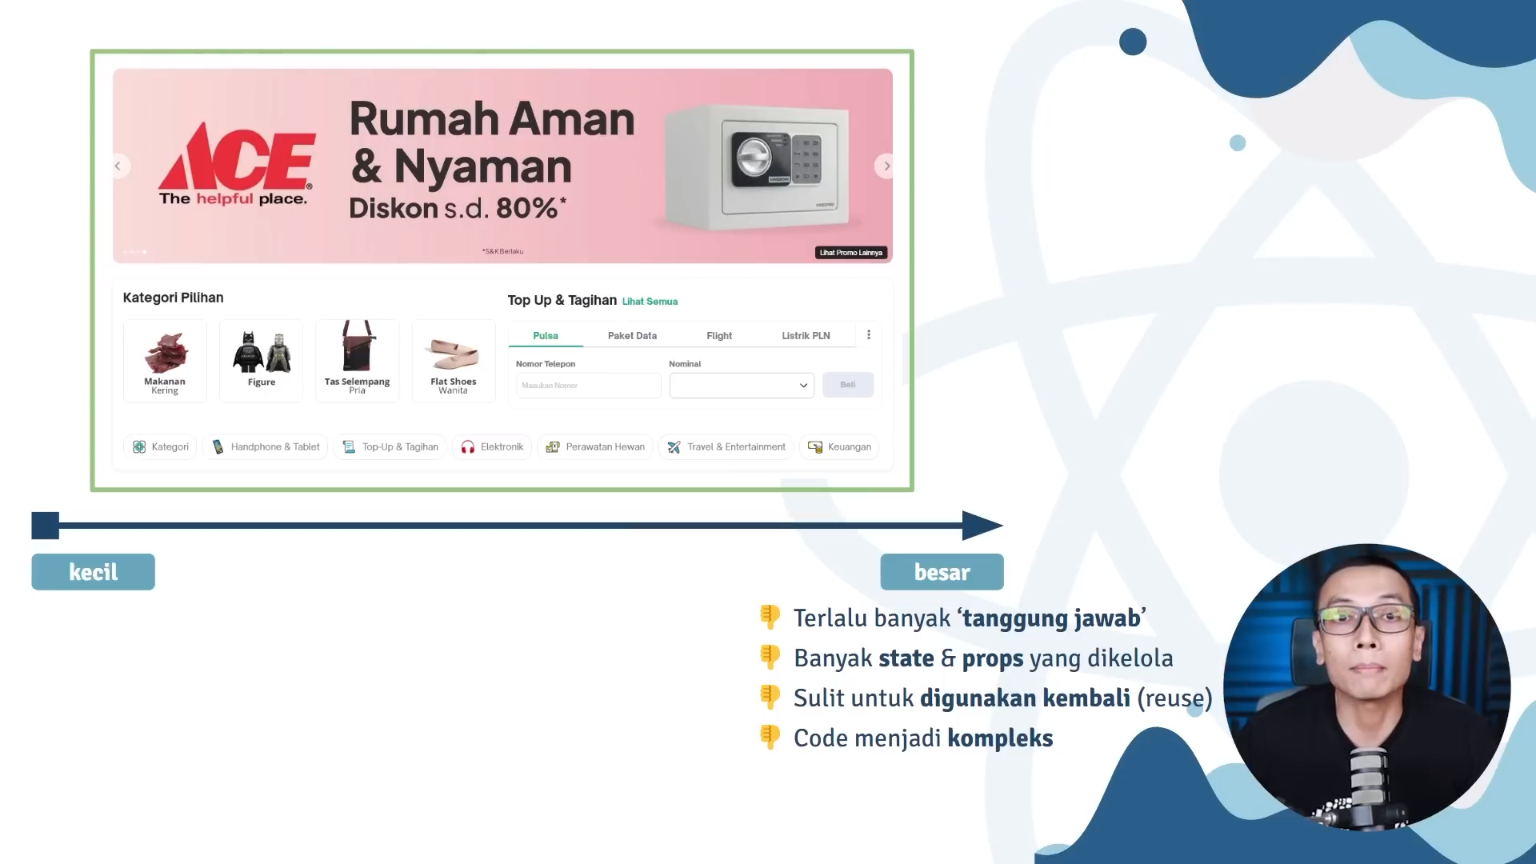 ACE
The helpful place.
Rumah Aman
& Nyaman
Diskon s.d. 80%*
*S&K Berlaku
Lihat Promo Lainnya
Kategori Pilihan
Makanan
Kering
Figure
Tas Selempang
Pria
Flat Shoes
Wanita
Top Up & Tagihan Lihat Semua
Pulsa Paket Data Flight Listrik PLN
Nomor Telepon Nominal
Masukan Nomor Beli
Kategori Handphone & Tablet Top-Up & Tagihan Elektronik Perawatan Hewan Travel & Entertainment Keuangan
kecil besar
Terlalu banyak ‘tanggung jawab’
Banyak state & props yang dikelola
Sulit untuk digunakan kembali (reuse)
Code menjadi kompleks